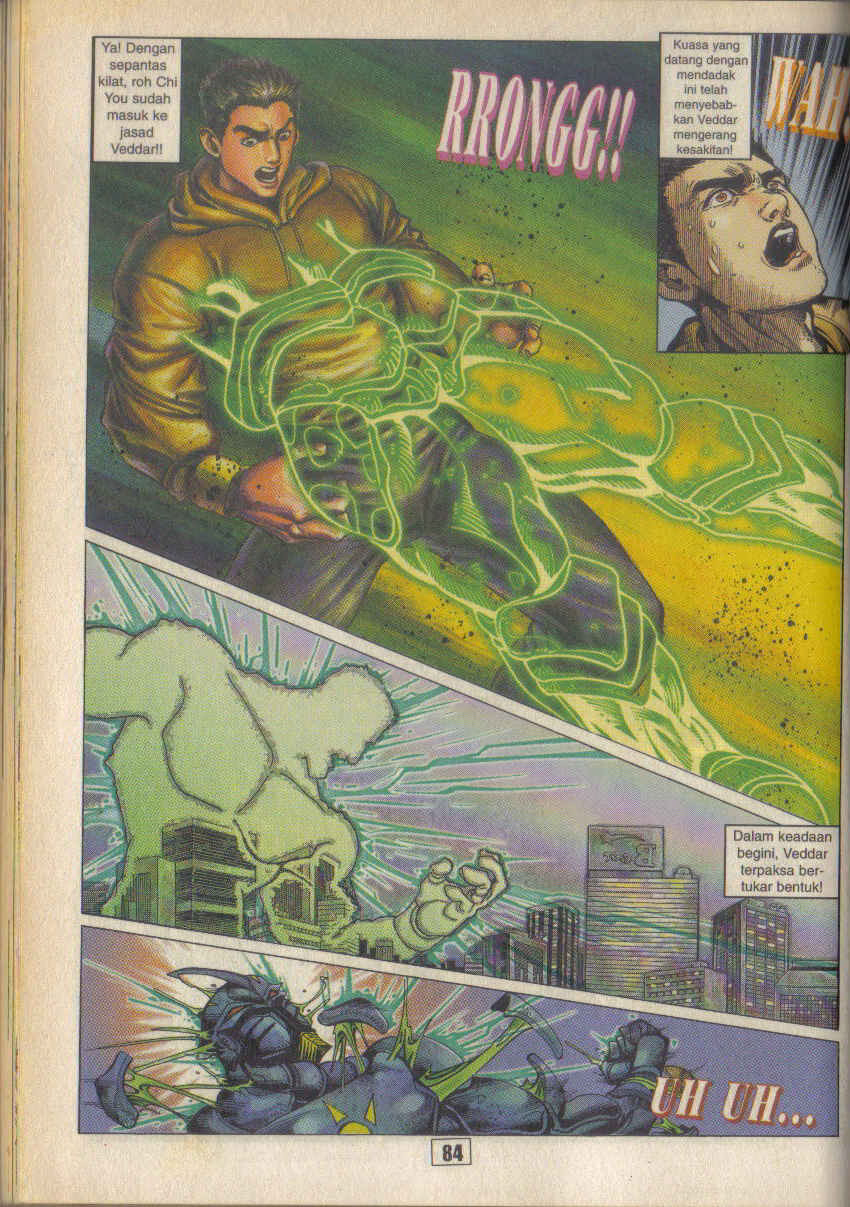 Ya! Dengan
sepantas
kilat, roh Chi
You sudah
masuk ke
jasad
Veddar!!
RRONGG!!
Kuasa yang
datang dengan
mendadak
ini telah
menyebab-
kan Veddar
mengerang
kesakitan!
WAH
Dalam keadaan
begini, Veddar
terpaksa ber-
tukar bentuk!
UH UH...
84